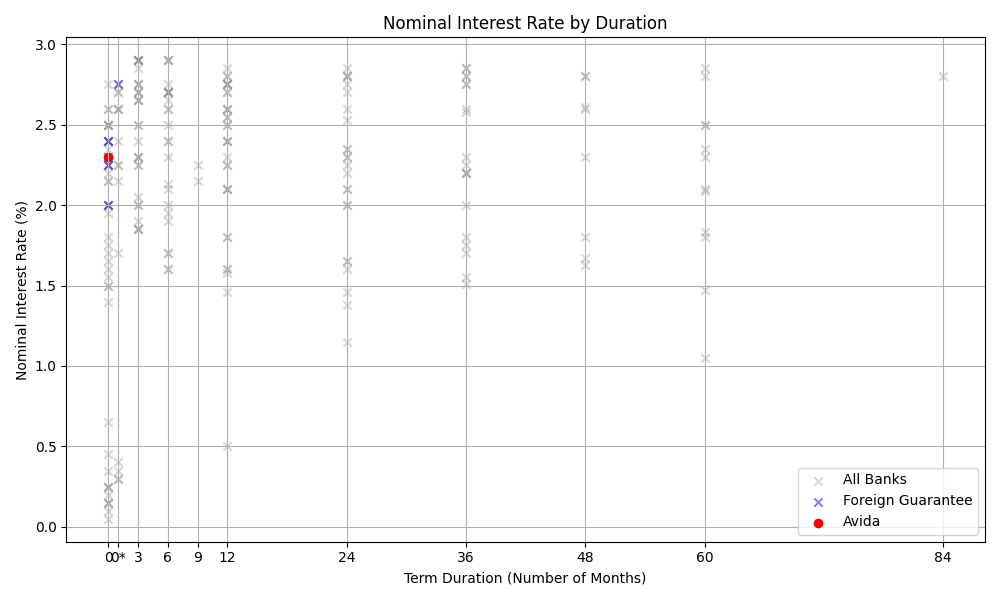 Nominal Interest Rate by Duration
Nominal Interest Rate (%)
3.0
2.5
2.0
1.5
1.0
0.5
0.0
All Banks
Foreign Guarantee
Avida
0 0* 3 6 9 12 24 36 48 60 84
Term Duration (Number of Months)